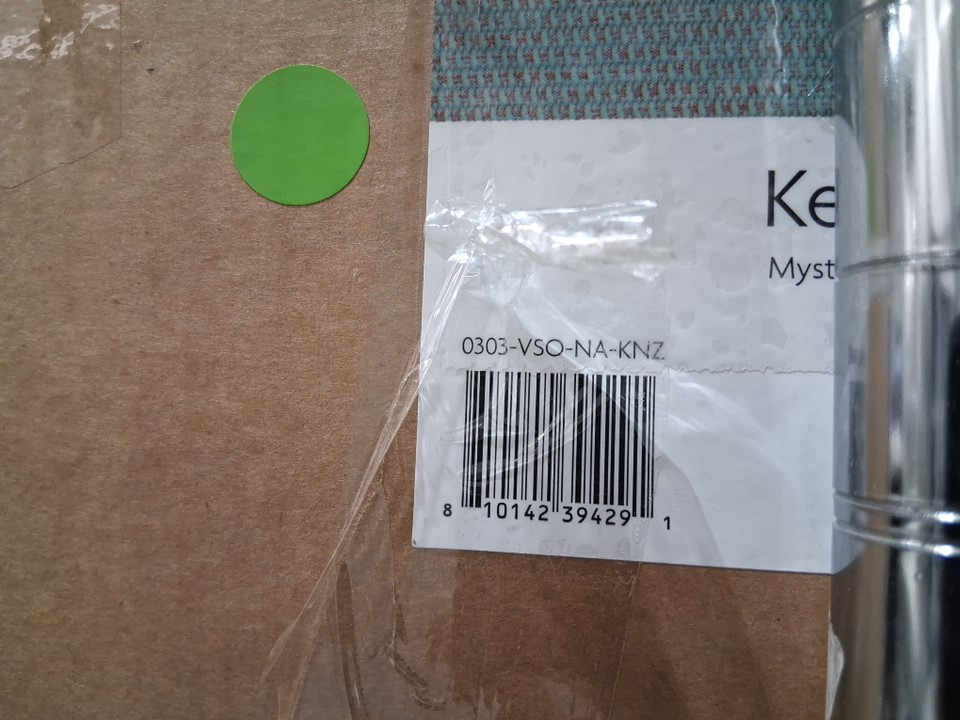 Ke
Myst
0303-VSO-NA-KNZ
8 10142 39429 1